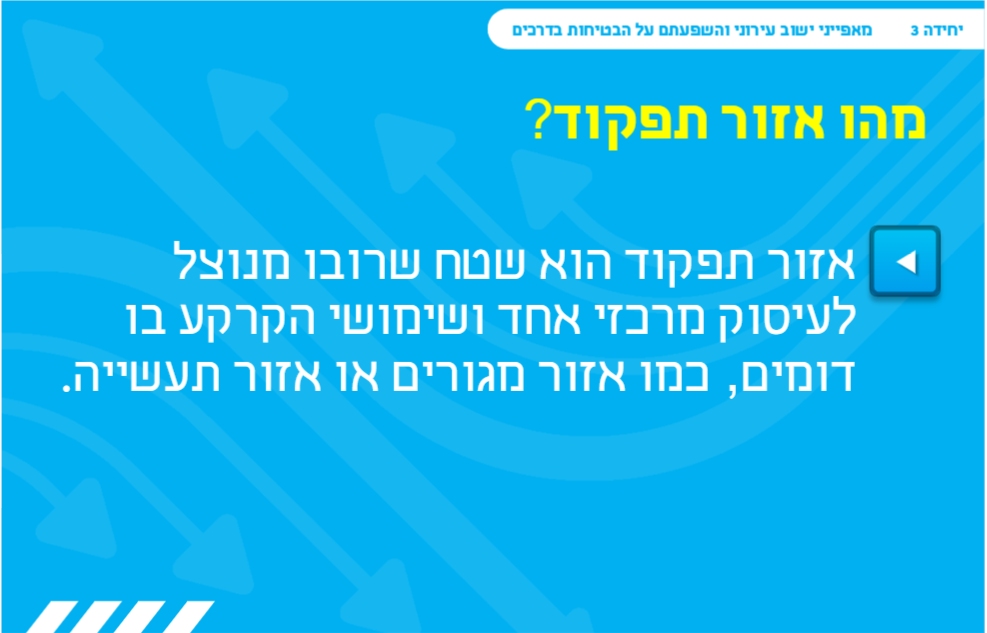 יחידה 3 מאפייני ישוב עירוני והשפעתם על הבטיחות בדרכים
מהו אזור תפקוד?
אזור תפקוד הוא שטח שרובו מנוצל
לעיסוק מרכזי אחד ושימושי הקרקע בו
דומים, כמו אזור מגורים או אזור תעשייה.